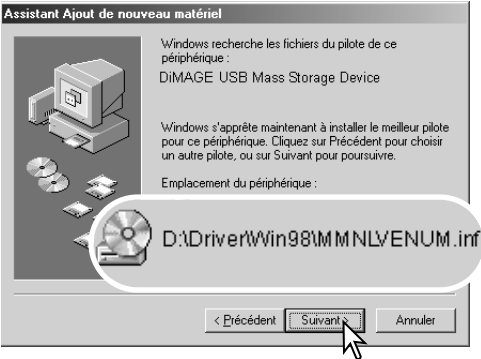 Assistant Ajout de nouveau matériel
Windows recherche les fichiers du pilote de ce
périphérique :
DiMAGE USB Mass Storage Device
Windows s'apprête maintenant à installer le meilleur pilote
pour ce périphérique. Cliquez sur Précédent pour choisir
un autre pilote, ou sur Suivant pour poursuivre.
Emplacement du périphérique :
D:\Driver\Win98\MMNLVENUM.inf
< Précédent
Suivant >
Annuler